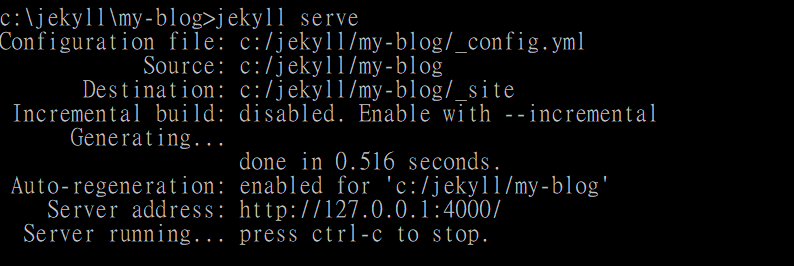 c:\jekyll\my-blog>jekyll serve
Configuration file: c:/jekyll/my-blog/_config.yml
Source: c:/jekyll/my-blog
Destination: c:/jekyll/my-blog/_site
Incremental build: disabled. Enable with --incremental
Generating...
done in 0.516 seconds.
Auto-regeneration: enabled for 'c:/jekyll/my-blog'
Server address: http://127.0.0.1:4000/
Server running... press ctrl-c to stop.